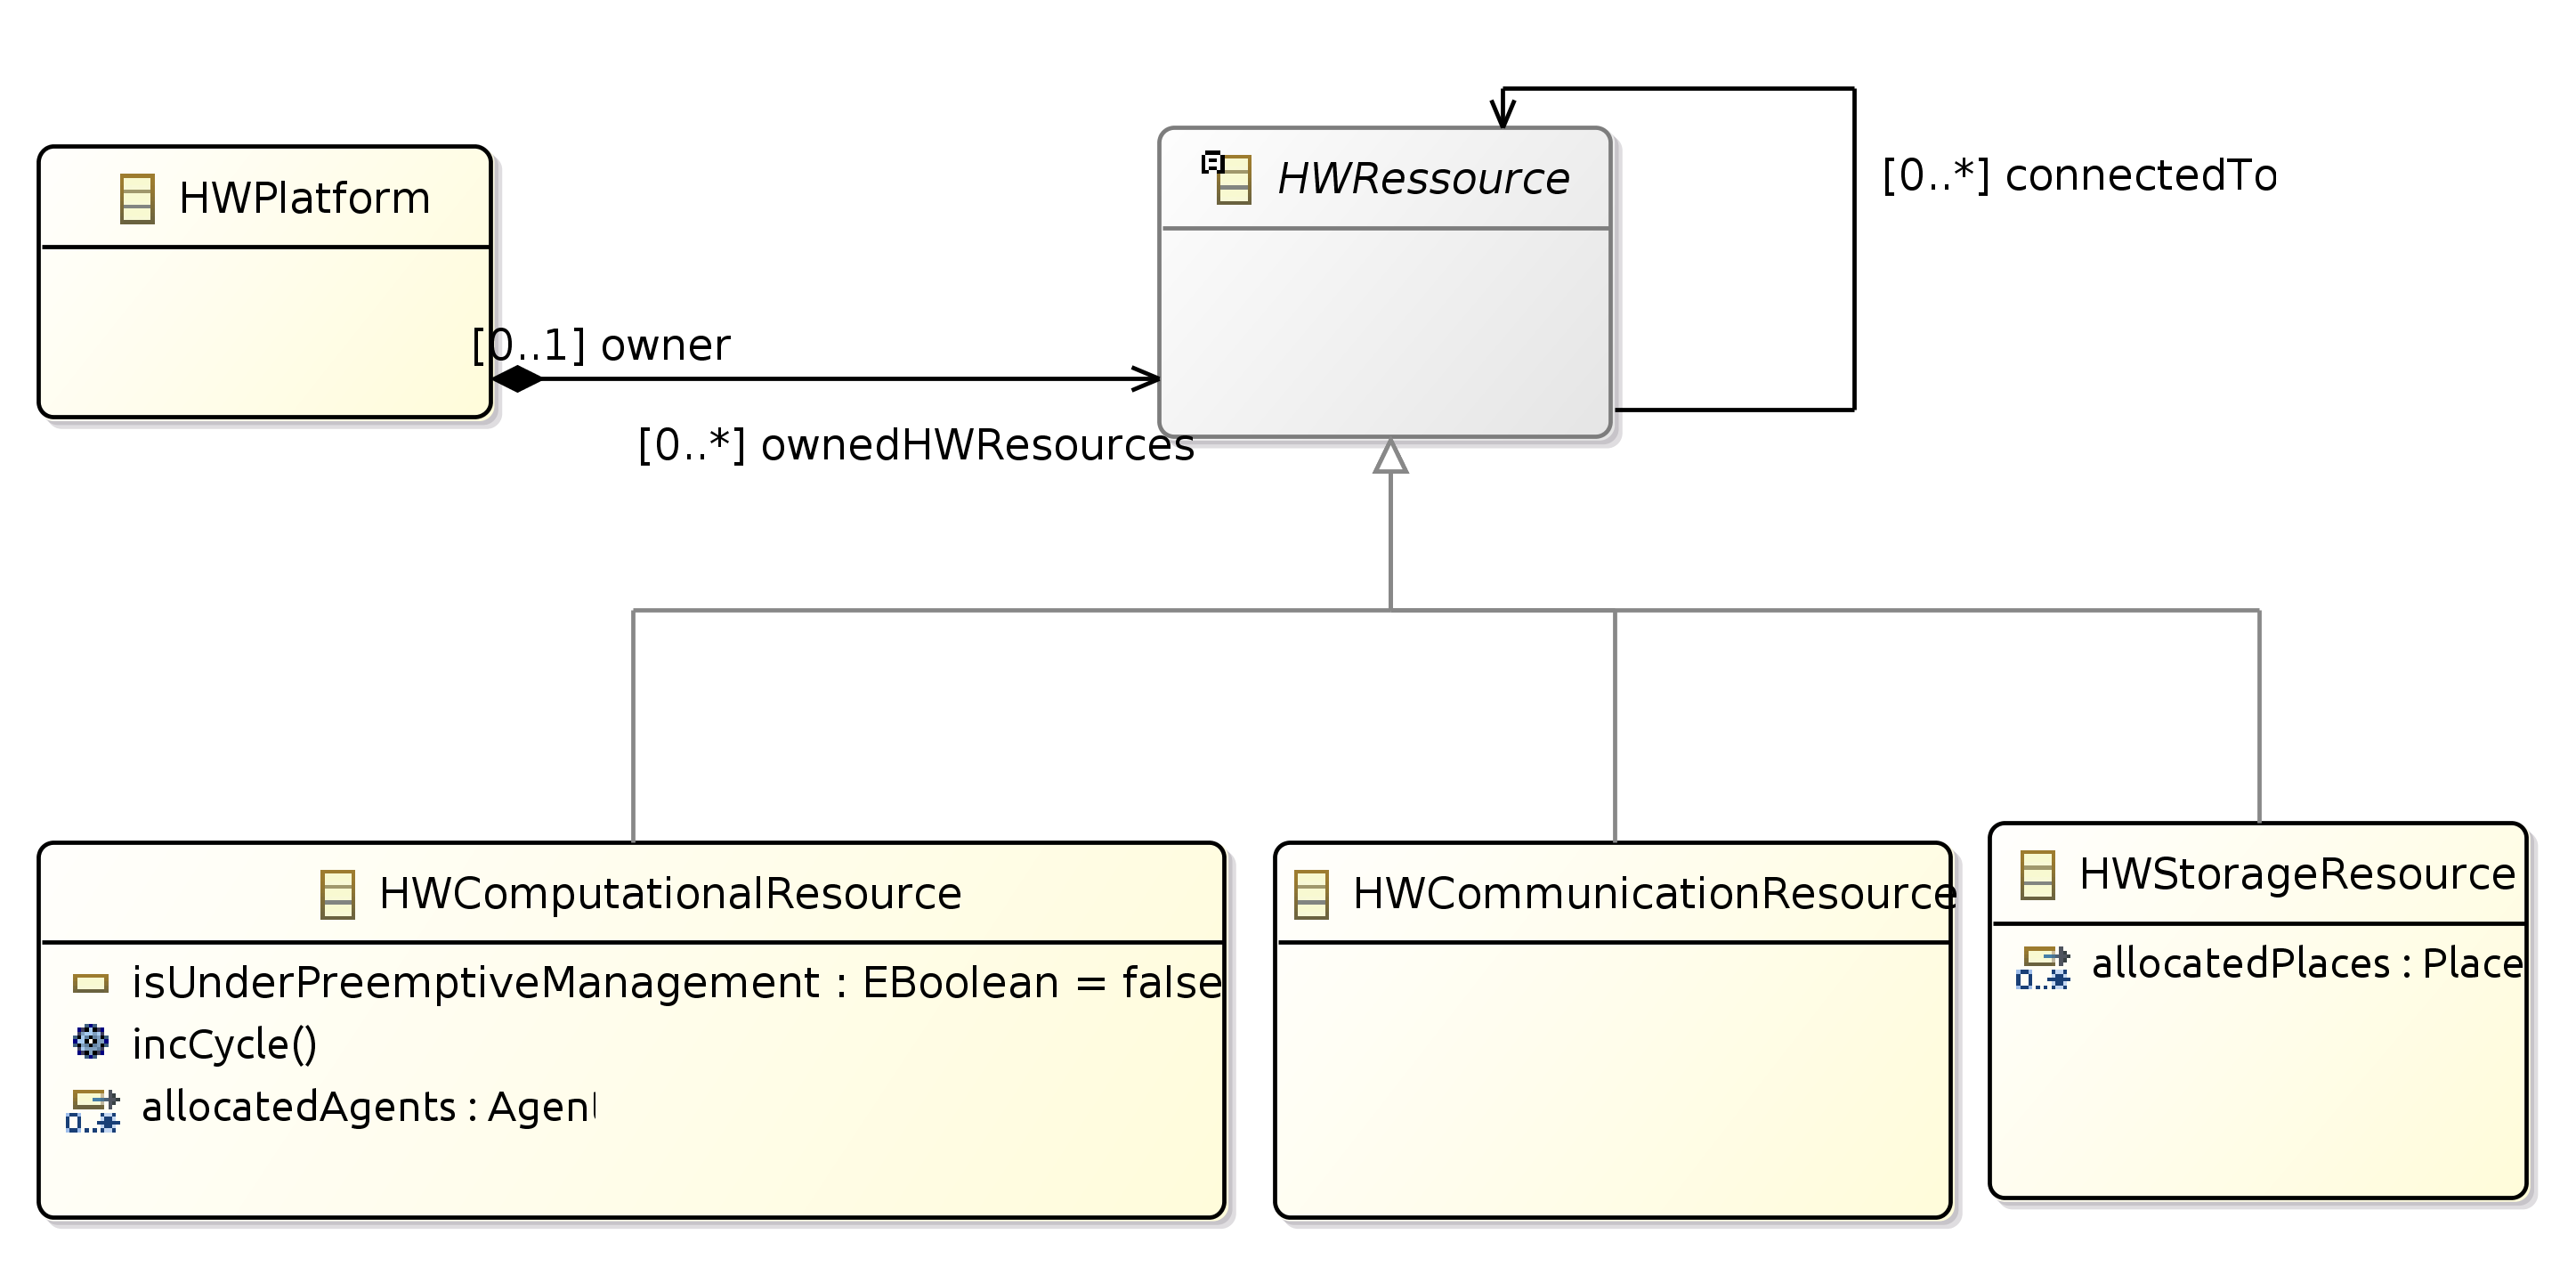 HWPlatform
HWRessource
[0..*] connectedTo
[0..1] owner
[0..*] ownedHWResources
HWComputationalResource
isUnderPreemptiveManagement : EBoolean = false
incCycle()
0..*
allocatedAgents : Agent
HWCommunicationResource
HWStorageResource
0..*
allocatedPlaces : Place